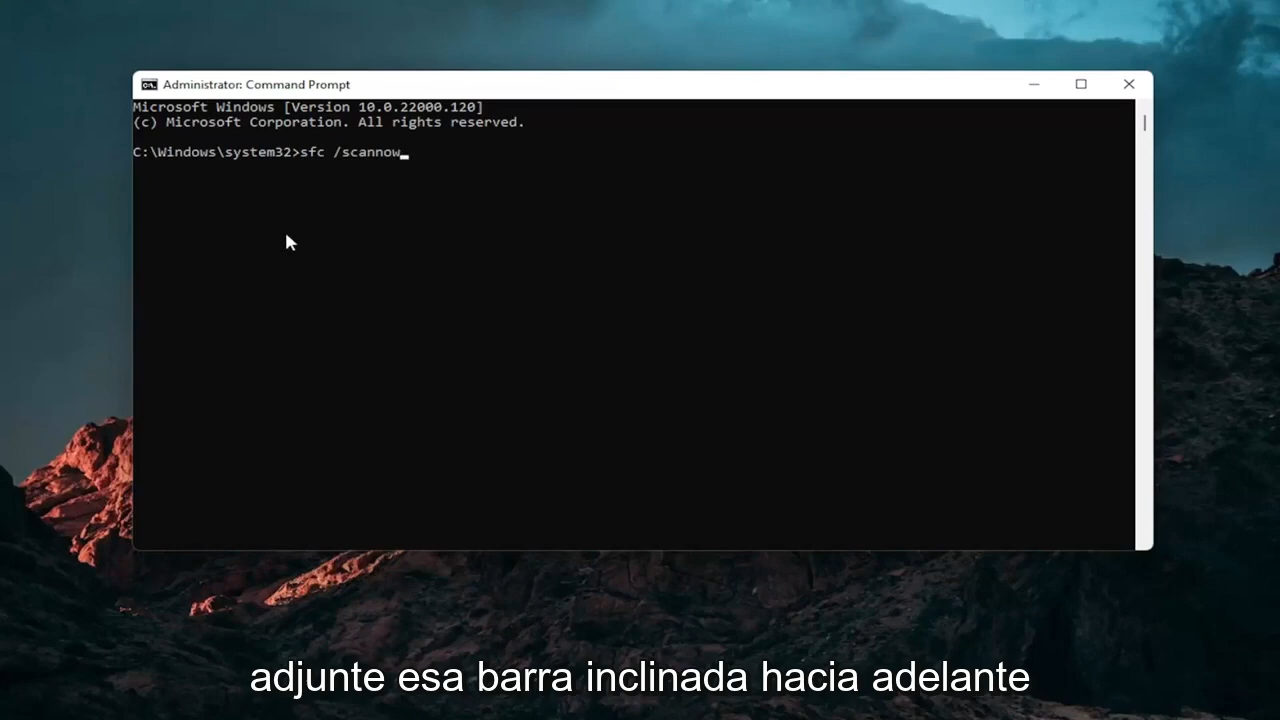 Administrator: Command Prompt
Microsoft Windows [Version 10.0.22000.120]
(c) Microsoft Corporation. All rights reserved.
C:\Windows\system32>sfc /scannow
adjunte esa barra inclinada hacia adelante